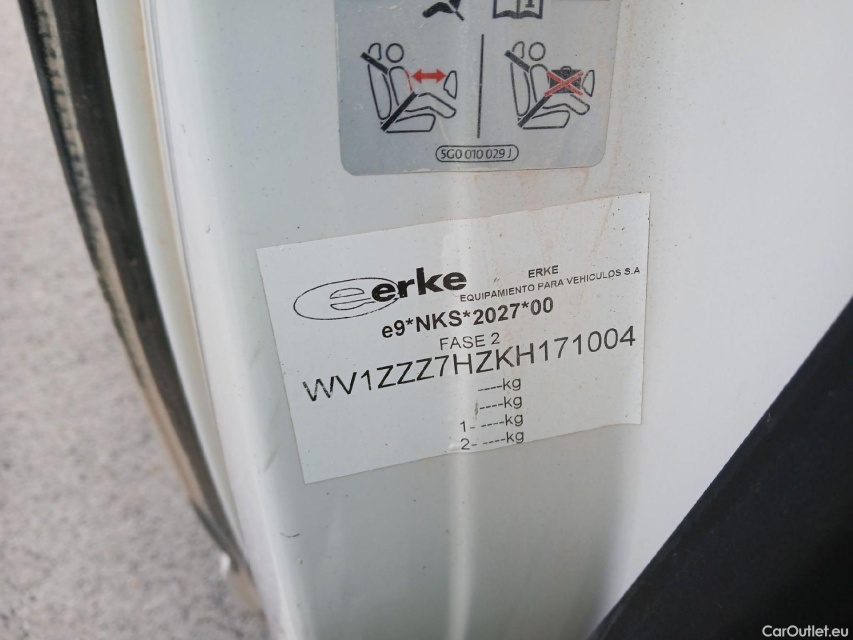 5G0 010 029 J
erke
ERKE
EQUIPAMIENTO PARA VEHICULOS S.A
e9*NKS*2027*00
FASE 2
WV1ZZZ7HZKH171004
----kg
----kg
1- ----kg
2- ----kg
CarOutlet.eu